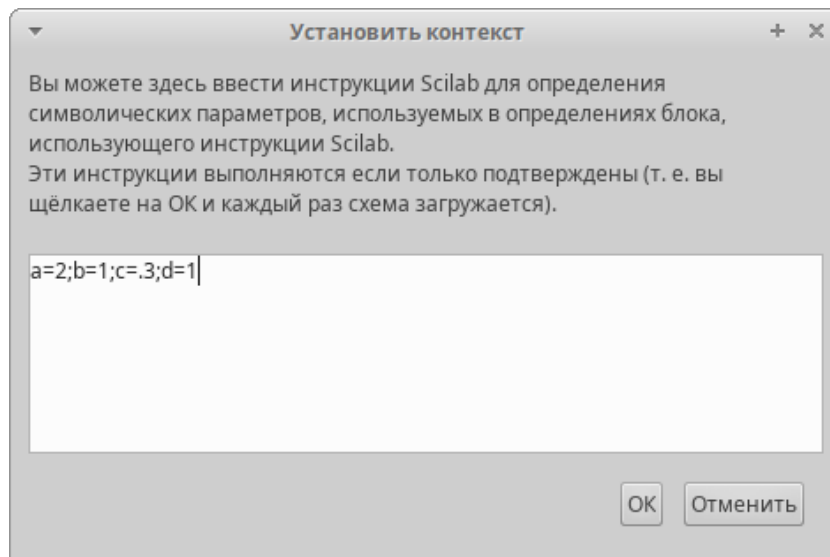 Установить контекст
Вы можете здесь ввести инструкции Scilab для определения
символических параметров, используемых в определениях блока,
использующего инструкции Scilab.
Эти инструкции выполняются если только подтверждены (т. е. вы
щёлкаете на ОК и каждый раз схема загружается).
a=2;b=1;c=.3;d=1
ОК
Отменить